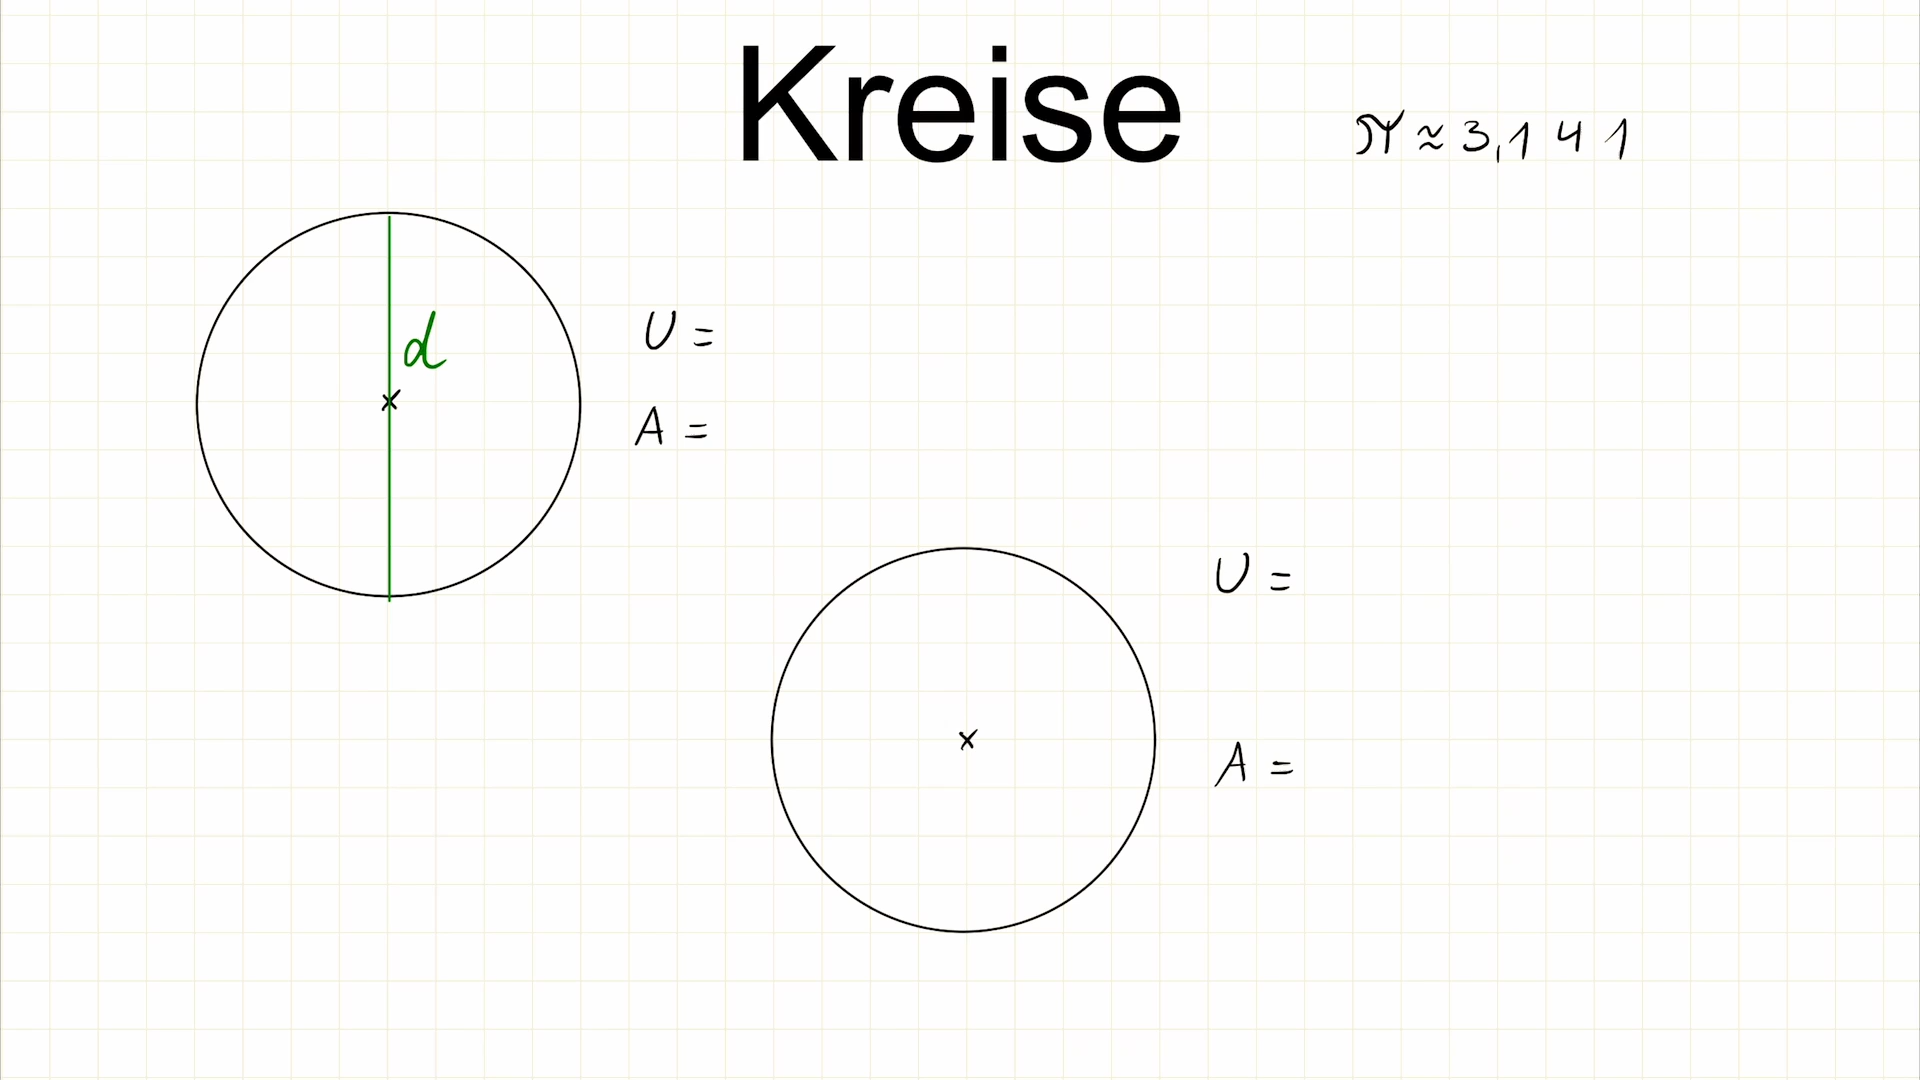 Kreise
π ≈ 3,141
d
U =
A =
x
U =
x
A =